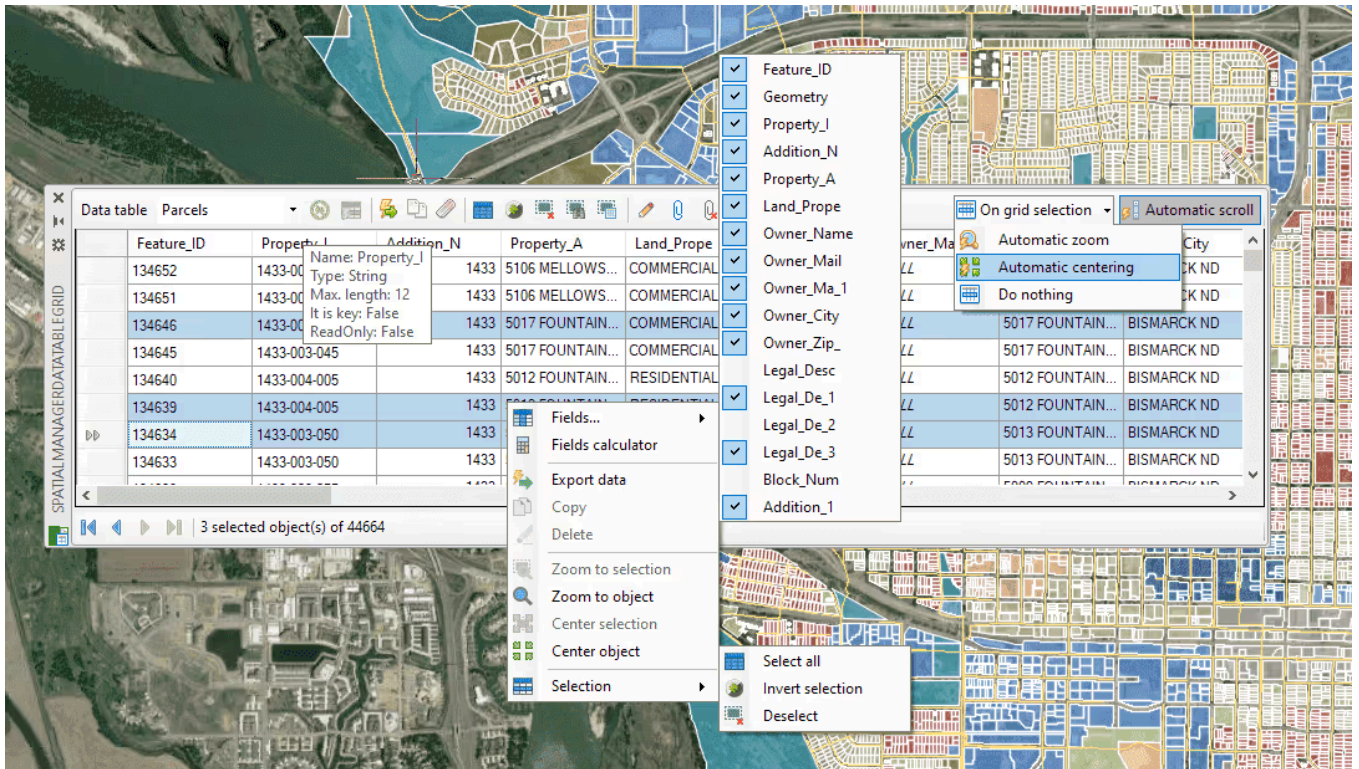 Feature_ID
Geometry
Property_I
Addition_N
Property_A
Land_Prope
Owner_Name
Owner_Mail
Owner_Ma_1
Owner_City
Owner_Zip_
Legal_Desc
Legal_De_1
Legal_De_2
Legal_De_3
Block_Num
Addition_1
Data table Parcels
On grid selection
Automatic scroll
Automatic zoom
Automatic centering
Do nothing
SPATIALMANAGERDATATABLEGRID
Feature_ID Property_I Addition_N Property_A Land_Prope
134652 1433-00 1433 5106 MELLOWS... COMMERCIAL
134651 1433-00 1433 5106 MELLOWS... COMMERCIAL
134646 1433-00 1433 5017 FOUNTAIN... COMMERCIAL 5017 FOUNTAIN... BISMARCK ND
134645 1433-003-045 1433 5017 FOUNTAIN... COMMERCIAL 5017 FOUNTAIN... BISMARCK ND
134640 1433-004-005 1433 5012 FOUNTAIN... RESIDENTIAL 5012 FOUNTAIN... BISMARCK ND
134639 1433-004-005 1433 5012 FOUNTAIN... BISMARCK ND
134634 1433-003-050 1433 5013 FOUNTAIN... BISMARCK ND
134633 1433-003-050 1433 5013 FOUNTAIN... BISMARCK ND
Name: Property_I
Type: String
Max. length: 12
It is key: False
ReadOnly: False
Fields...
Fields calculator
Export data
Copy
Delete
Zoom to selection
Zoom to object
Center selection
Center object
Selection
Select all
Invert selection
Deselect
3 selected object(s) of 44664